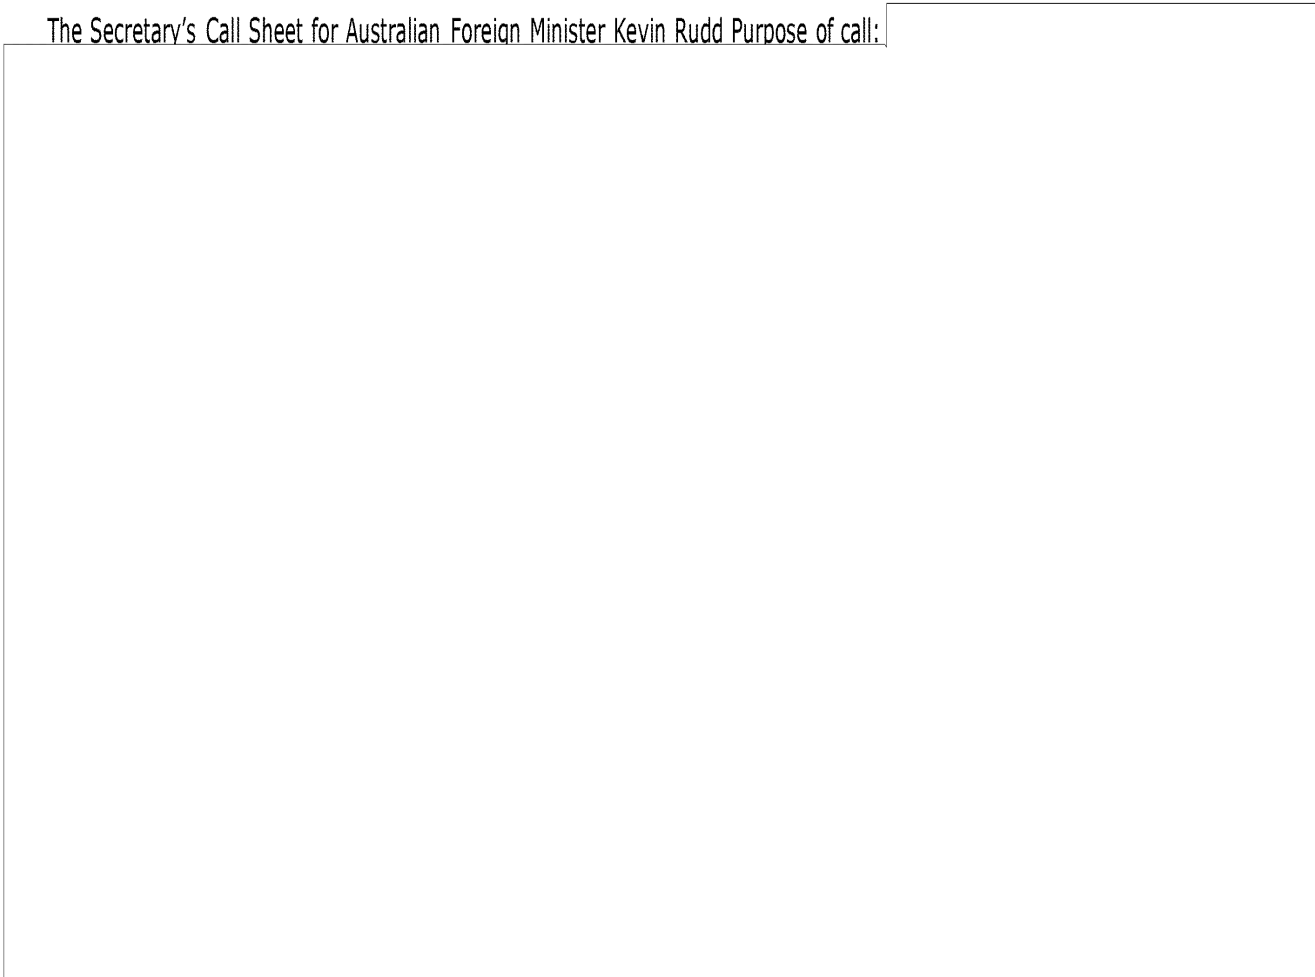 The Secretary’s Call Sheet for Australian Foreign Minister Kevin Rudd Purpose of call: